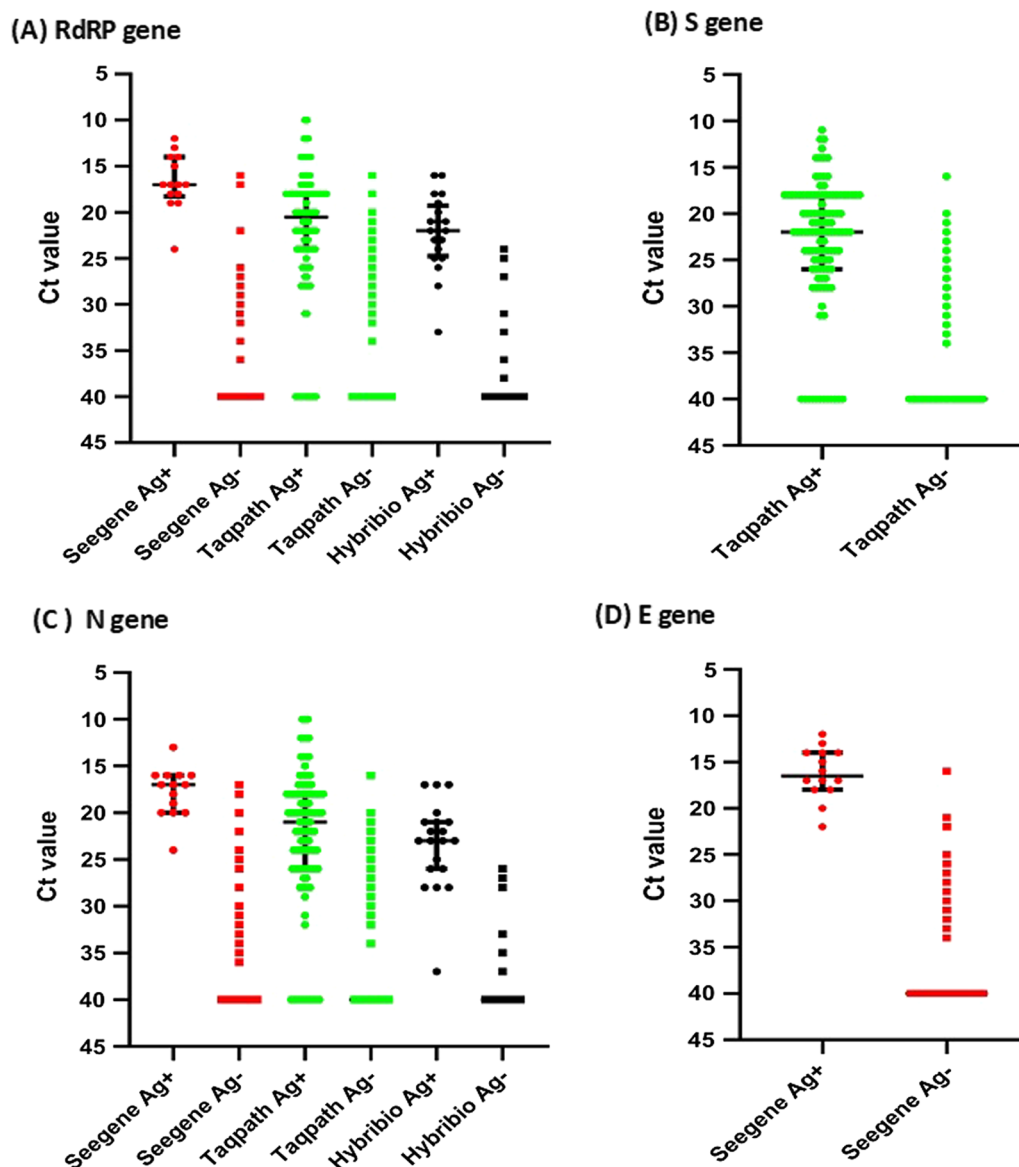 (A) RdRP gene
Ct value
5
10
15
20
25
30
35
40
45
Seegene Ag+
Seegene Ag-
Taqpath Ag+
Taqpath Ag-
Hybribio Ag+
Hybribio Ag-
(B) S gene
Ct value
5
10
15
20
25
30
35
40
45
Taqpath Ag+
Taqpath Ag-
(C ) N gene
Ct value
5
10
15
20
25
30
35
40
45
Seegene Ag+
Seegene Ag-
Taqpath Ag+
Taqpath Ag-
Hybribio Ag+
Hybribio Ag-
(D) E gene
Ct value
5
10
15
20
25
30
35
40
45
Seegene Ag+
Seegene Ag-